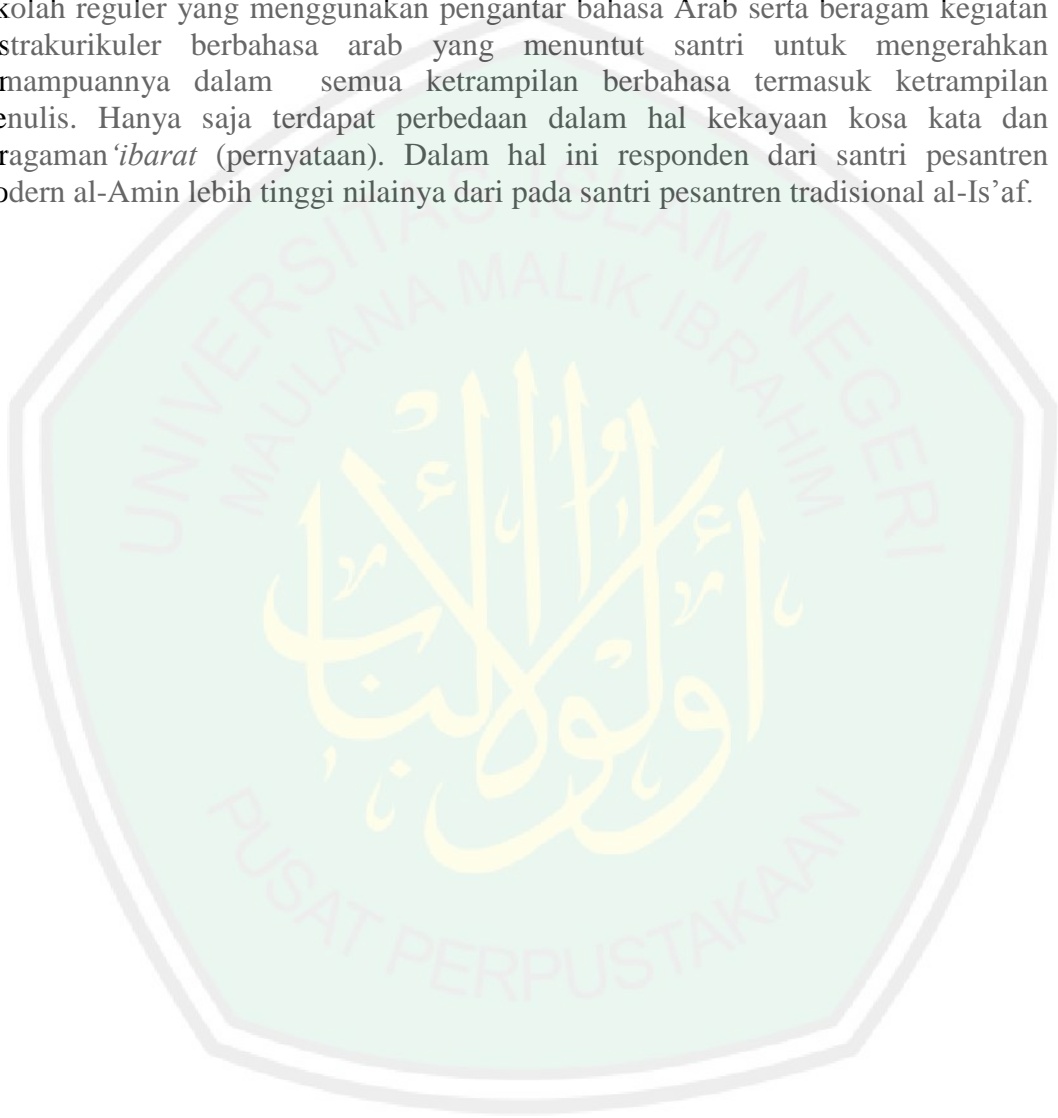 kolah reguler yang menggunakan pengantar bahasa Arab serta beragam kegiatan
strakurikuler berbahasa arab yang menuntut santri untuk mengerahkan
mampuannya dalam semua ketrampilan berbahasa termasuk ketrampilan
enulis. Hanya saja terdapat perbedaan dalam hal kekayaan kosa kata dan
ragaman‘ibarat (pernyataan). Dalam hal ini responden dari santri pesantren
odern al-Amin lebih tinggi nilainya dari pada santri pesantren tradisional al-Is’af.
UNIVERSITAS ISLAM NEGERI
MAULANA MALIK IBRAHIM
أولوا الألباب
PUSAT PERPUSTAKAAN